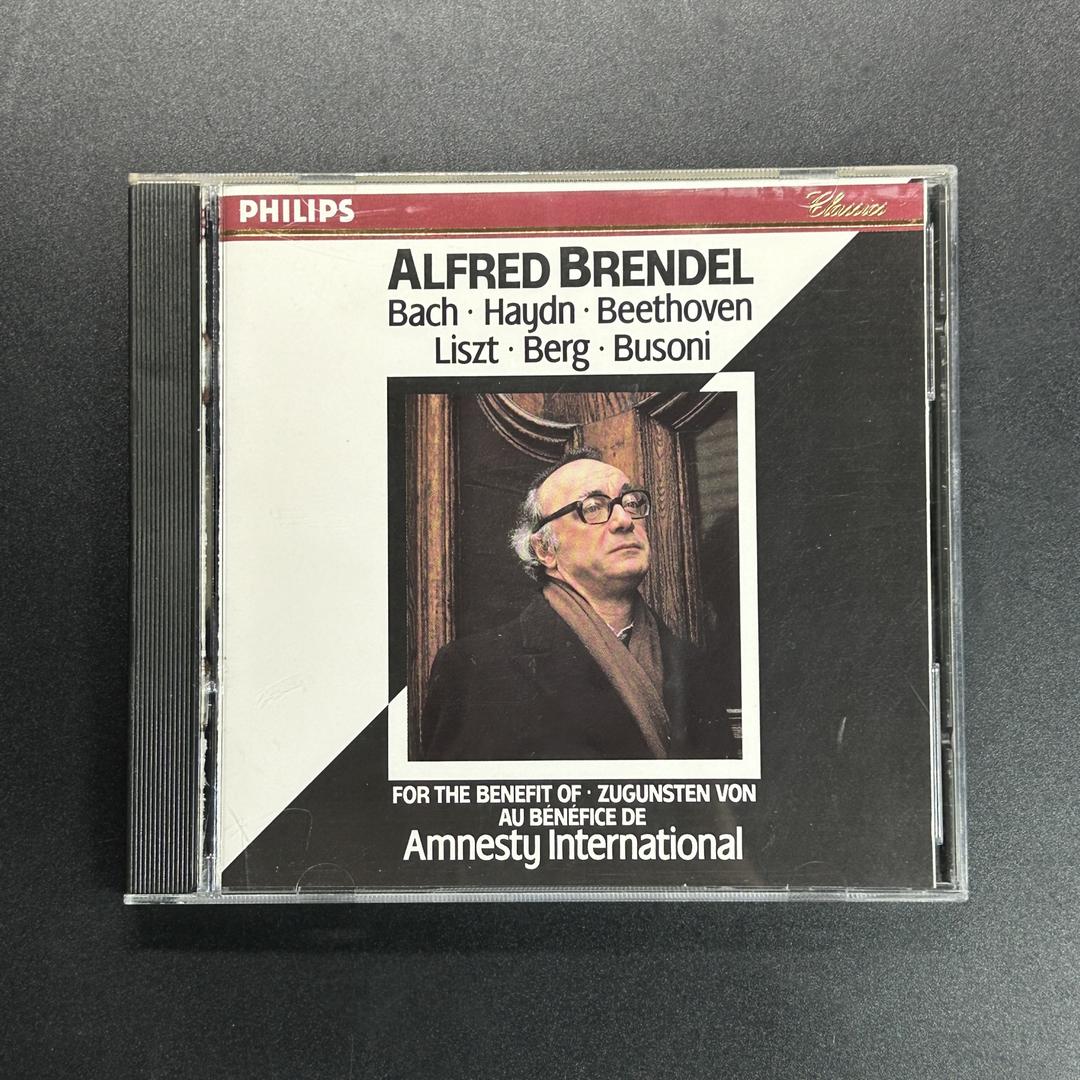 PHILIPS
Classics
ALFRED BRENDEL
Bach · Haydn · Beethoven
Liszt · Berg · Busoni
FOR THE BENEFIT OF · ZUGUNSTEN VON
AU BÉNÉFICE DE
Amnesty International